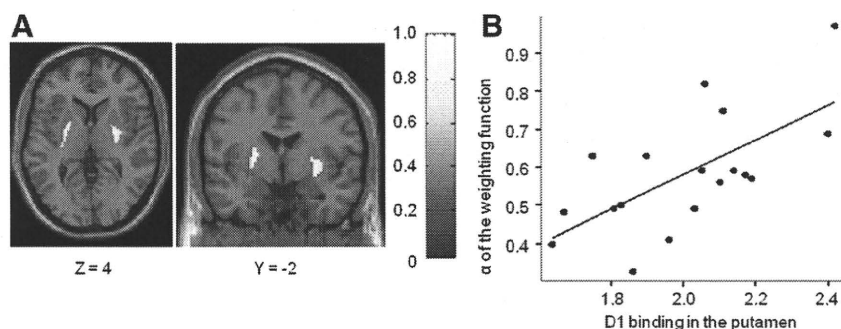 A
1.0
0.8
0.6
0.4
0.2
0
Z = 4
Y = -2
B
α of the weighting function
0.9
0.8
0.7
0.6
0.5
0.4
1.8
2.0
2.2
2.4
D1 binding in the putamen